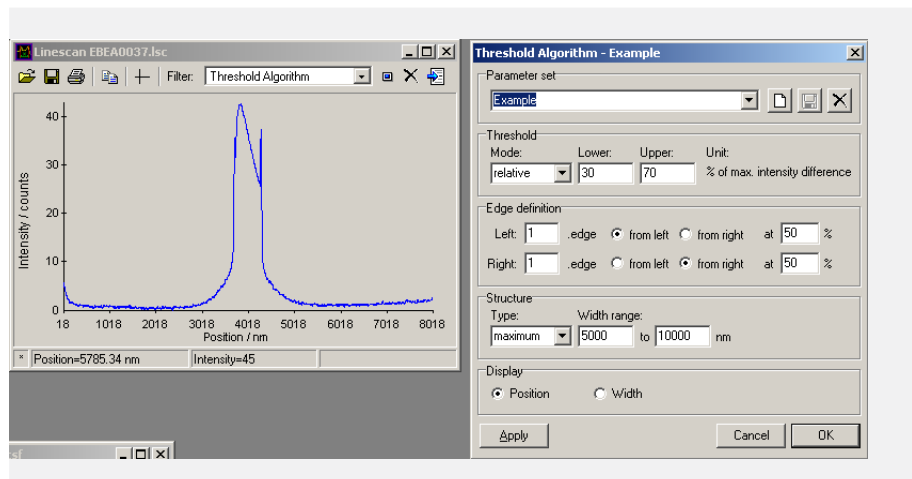 Linescan EBEA0037.lsc
Filter: Threshold Algorithm
Intensity / counts
40
30
20
10
0
18 1018 2018 3018 4018 5018 6018 7018 8018
Position / nm
* Position=5785.34 nm Intensity=45
Threshold Algorithm - Example
Parameter set
Example
Threshold
Mode: Lower: Upper: Unit:
relative 30 70 % of max. intensity difference
Edge definition
Left: 1 .edge from left from right at 50 %
Right: 1 .edge from left from right at 50 %
Structure
Type: Width range:
maximum 5000 to 10000 nm
Display
Position Width
Apply Cancel OK